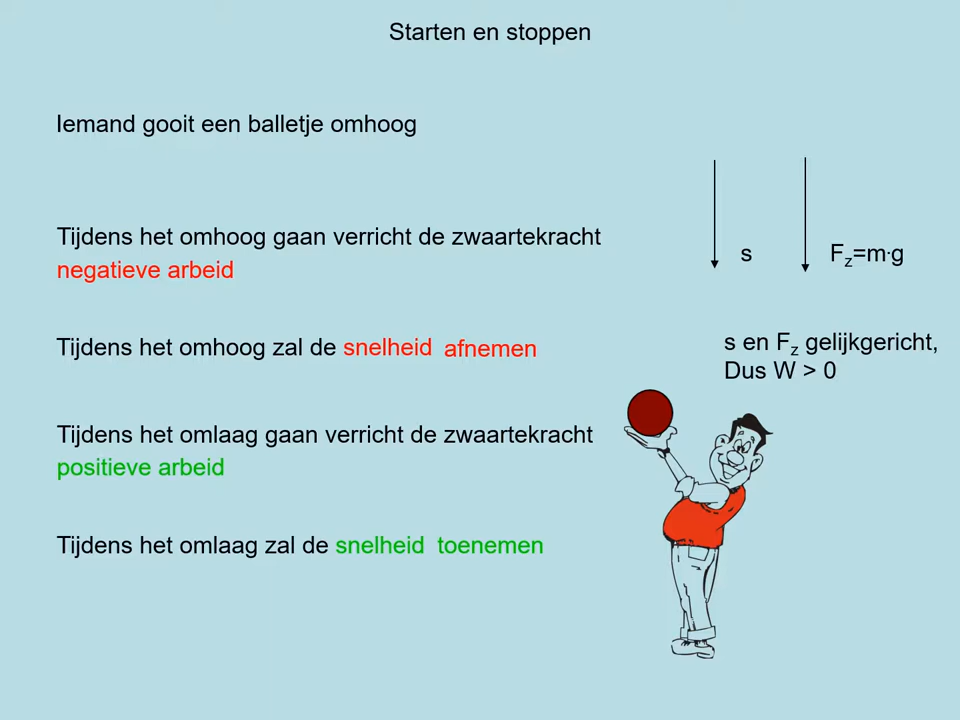 Starten en stoppen
Iemand gooit een balletje omhoog
Tijdens het omhoog gaan verricht de zwaartekracht
negatieve arbeid
s
Fz=m·g
Tijdens het omhoog zal de snelheid afnemen
s en Fz gelijkgericht,
Dus W > 0
Tijdens het omlaag gaan verricht de zwaartekracht
positieve arbeid
Tijdens het omlaag zal de snelheid toenemen